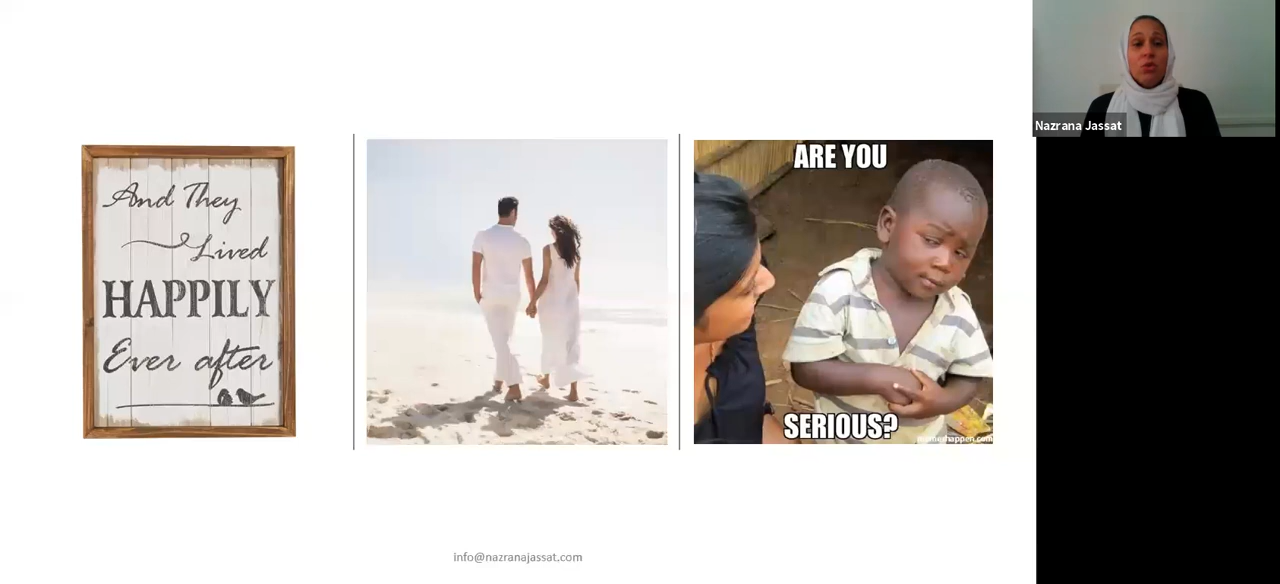 And They
Lived
HAPPILY
Ever after
ARE YOU
SERIOUS?
Nazrana Jassat
info@nazranajassat.com